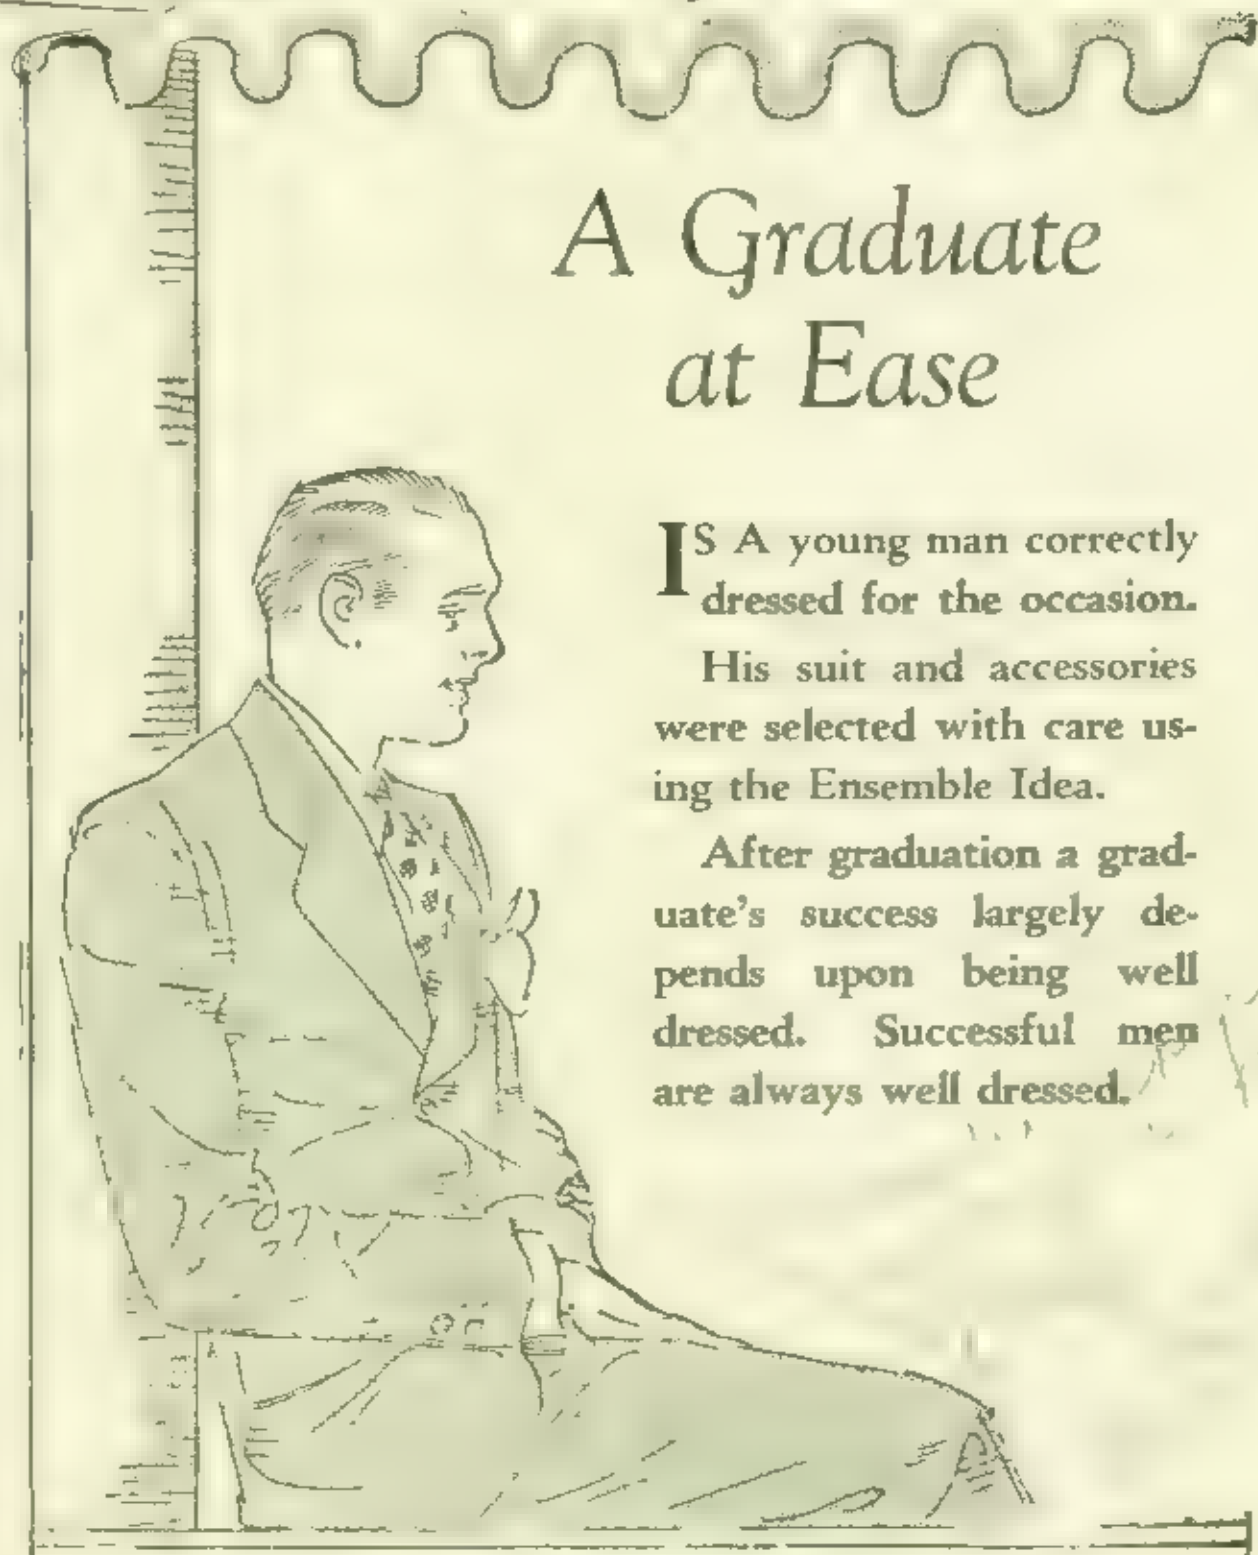 A Graduate
at Ease
IS A young man correctly
dressed for the occasion.
His suit and accessories
were selected with care us-
ing the Ensemble Idea.
After graduation a grad-
uate's success largely de-
pends upon being well
dressed. Successful men
are always well dressed.